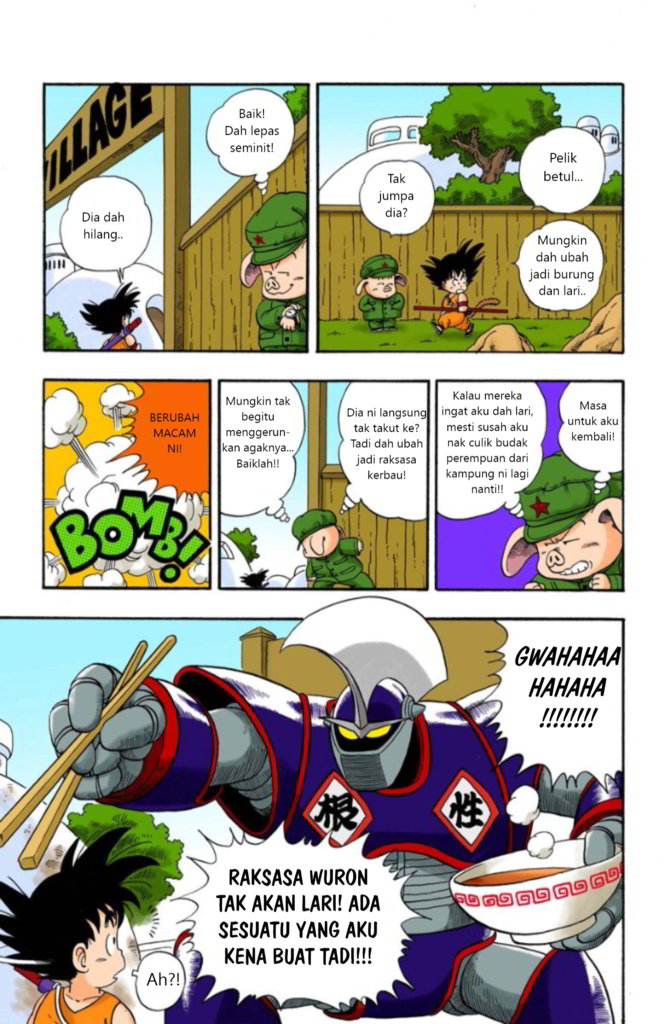 Pelik
betul...
Mungkin
dah ubah
jadi burung
dan lari..
Tak
jumpa
dia?
Baik!
Dah lepas
seminit!
VILLAGE
Dia dah
hilang..
Masa
untuk aku
kembali!
Kalau mereka
ingat aku dah lari,
mesti susah aku
nak culik budak
perempuan dari
kampung ni lagi
nanti!!
Dia ni langsung
tak takut ke?
Tadi dah ubah
jadi raksasa
kerbau!
Mungkin tak
begitu
menggerun-
kan agaknya...
Baiklah!!
BERUBAH
MACAM
NI!
BOMB!
GWAHAHAA
HAHAHA
!!!!!!!!
根 性
RAKSASA WURON
TAK AKAN LARI! ADA
SESUATU YANG AKU
KENA BUAT TADI!!!
Ah?!